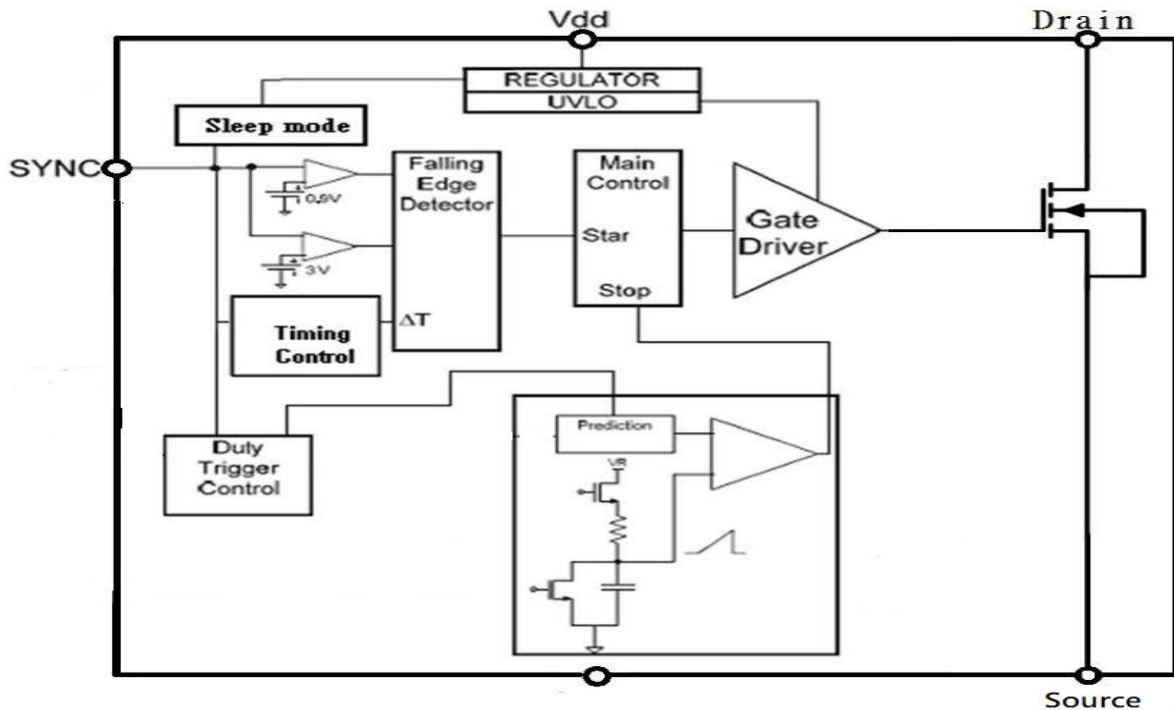 Vdd
Drain
REGULATOR
UVLO
Sleep mode
SYNC
0.9V
3V
Falling
Edge
Detector
ΔT
Main
Control
Star
Stop
Gate
Driver
Timing
Control
Duty
Trigger
Control
Prediction
VR
Source